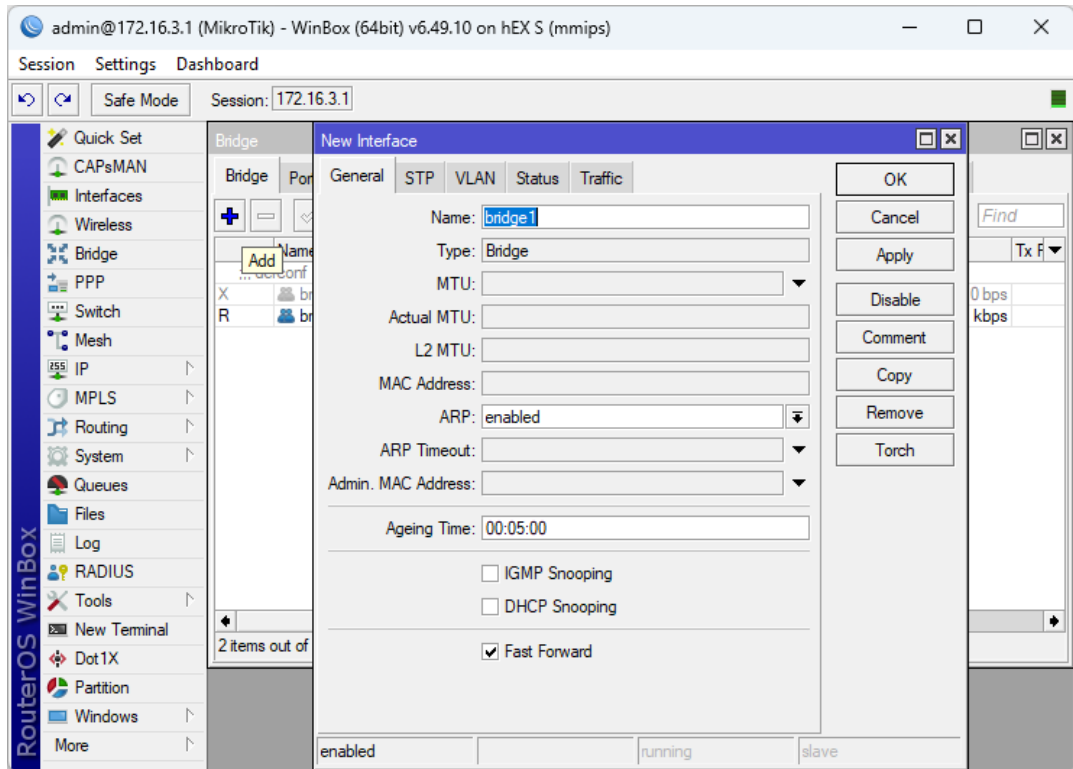 admin@172.16.3.1 (MikroTik) - WinBox (64bit) v6.49.10 on hEX S (mmips)
Session Settings Dashboard
Safe Mode Session: 172.16.3.1
RouterOS WinBox
Quick Set
CAPsMAN
Interfaces
Wireless
Bridge
PPP
Switch
Mesh
IP
MPLS
Routing
System
Queues
Files
Log
RADIUS
Tools
New Terminal
Dot1X
Partition
Windows
More
Bridge
Bridge Por
Find
Name Tx
Add
X br 0 bps
R br kbps
2 items out of
New Interface
General STP VLAN Status Traffic
Name: bridge1
Type: Bridge
MTU:
Actual MTU:
L2 MTU:
MAC Address:
ARP: enabled
ARP Timeout:
Admin. MAC Address:
Ageing Time: 00:05:00
IGMP Snooping
DHCP Snooping
Fast Forward
OK
Cancel
Apply
Disable
Comment
Copy
Remove
Torch
enabled running slave